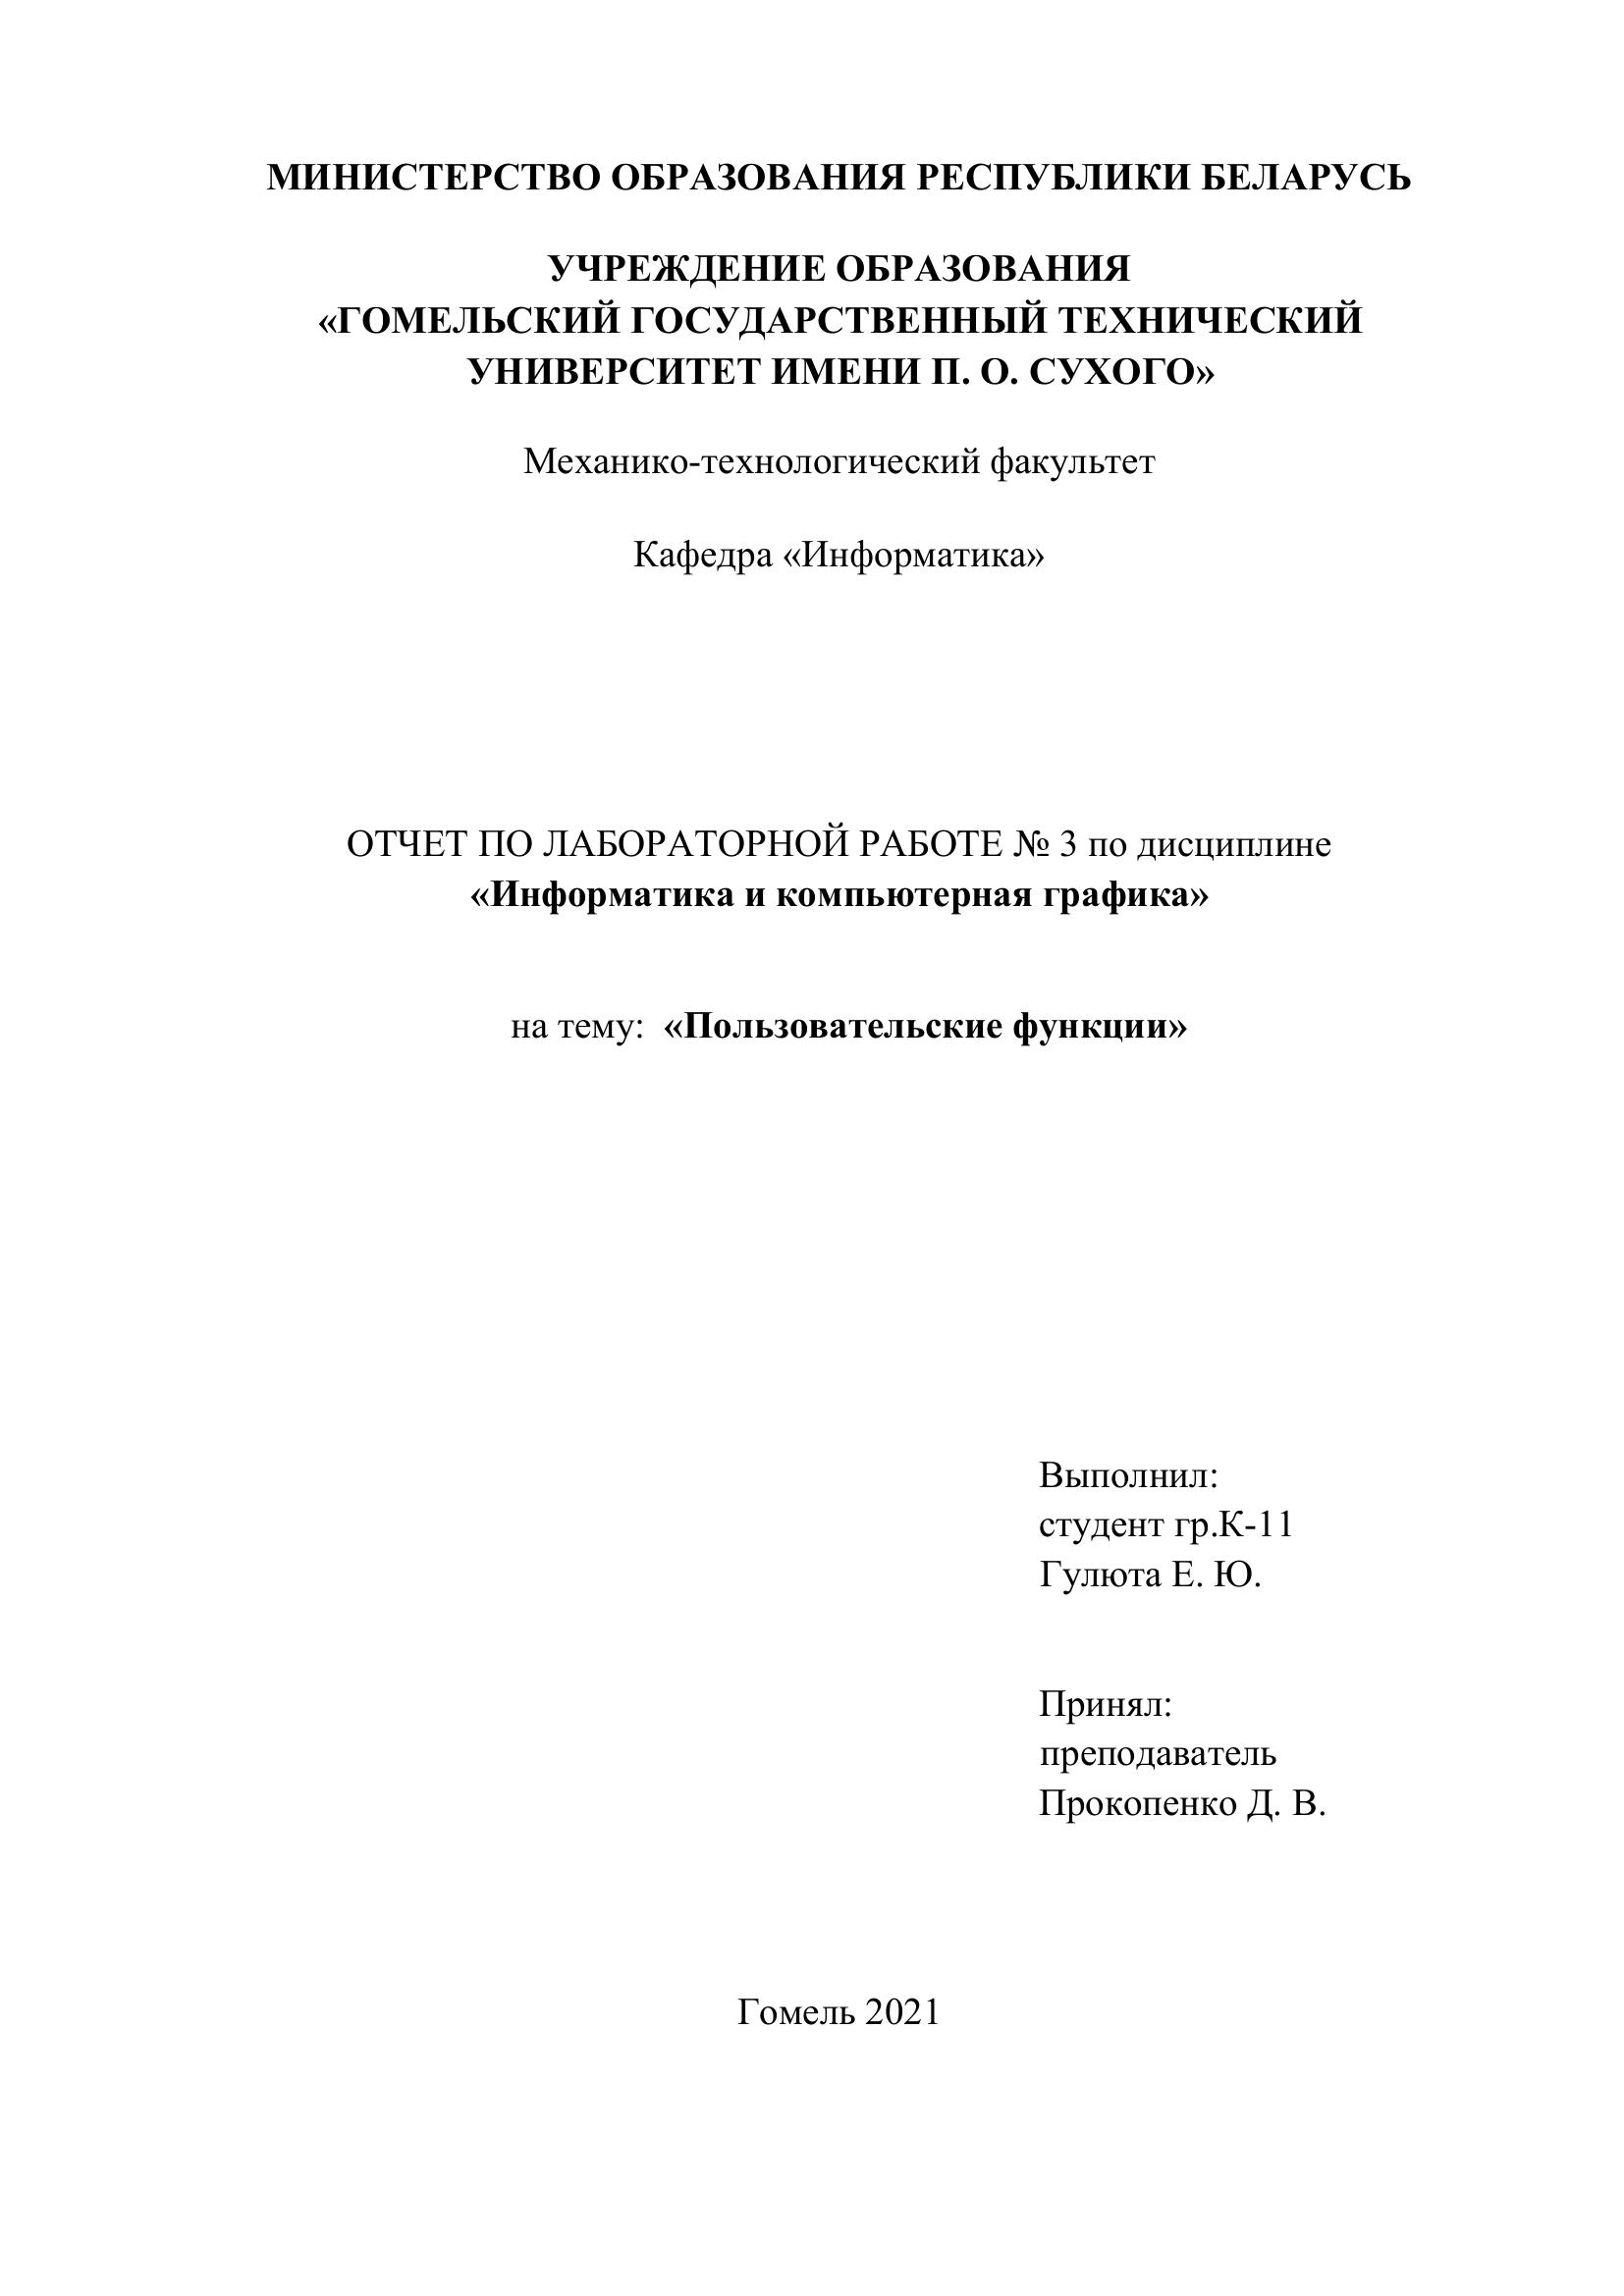 МИНИСТЕРСТВО ОБРАЗОВАНИЯ РЕСПУБЛИКИ БЕЛАРУСЬ
УЧРЕЖДЕНИЕ ОБРАЗОВАНИЯ
«ГОМЕЛЬСКИЙ ГОСУДАРСТВЕННЫЙ ТЕХНИЧЕСКИЙ
УНИВЕРСИТЕТ ИМЕНИ П. О. СУХОГО»
Механико-технологический факультет
Кафедра «Информатика»
ОТЧЕТ ПО ЛАБОРАТОРНОЙ РАБОТЕ № 3 по дисциплине
«Информатика и компьютерная графика»
на тему: «Пользовательские функции»
Выполнил:
студент гр.К-11
Гулюта Е. Ю.
Принял:
преподаватель
Прокопенко Д. В.
Гомель 2021